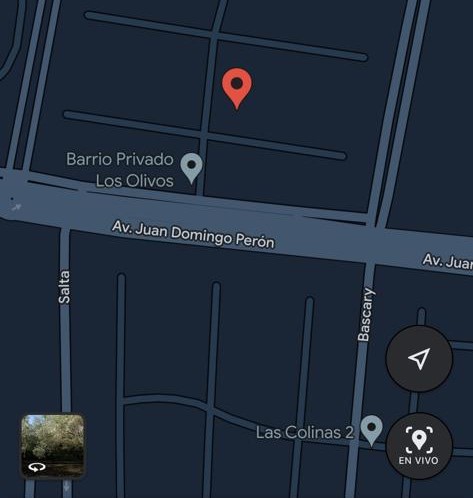 Barrio Privado
Los Olivos
Av. Juan Domingo Perón
Av. Juan
Salta
Bascary
Las Colinas 2
EN VIVO